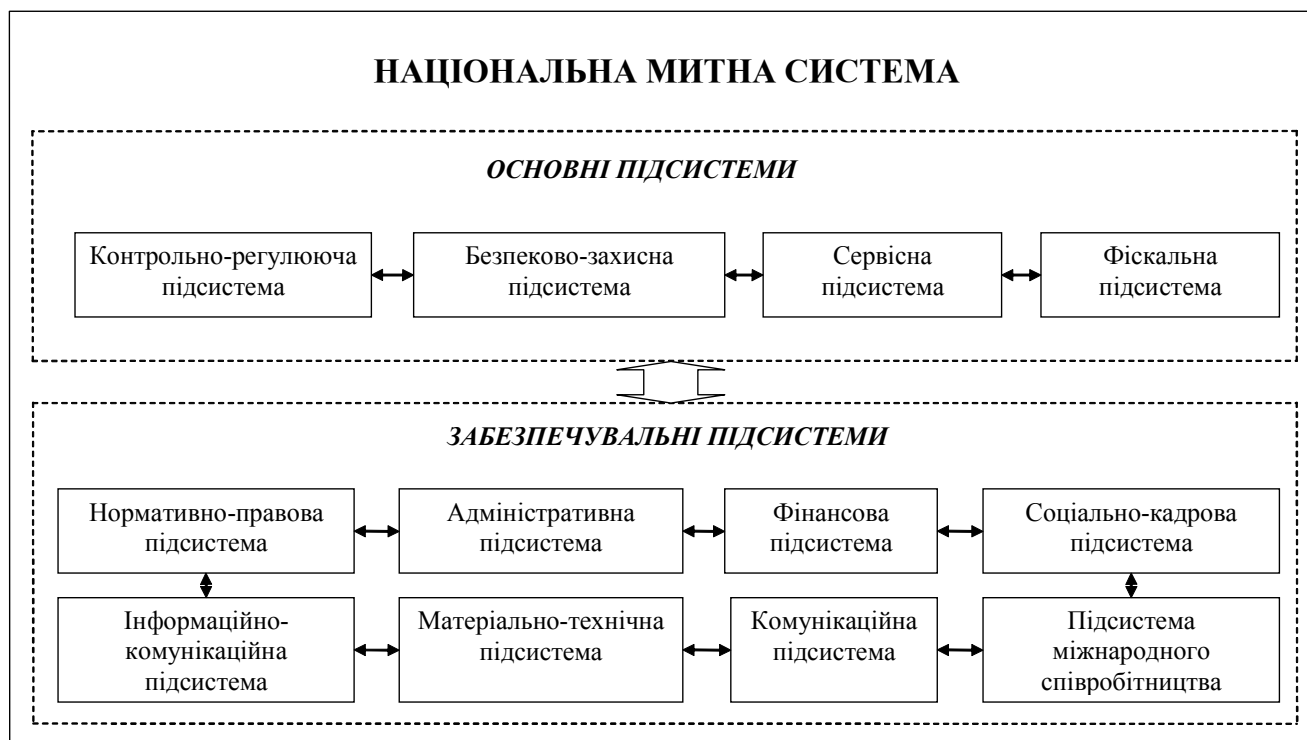 НАЦІОНАЛЬНА МИТНА СИСТЕМА
ОСНОВНІ ПІДСИСТЕМИ
Контрольно-регулююча
підсистема
Безпеково-захисна
підсистема
Сервісна
підсистема
Фіскальна
підсистема
ЗАБЕЗПЕЧУВАЛЬНІ ПІДСИСТЕМИ
Нормативно-правова
підсистема
Адміністративна
підсистема
Фінансова
підсистема
Соціально-кадрова
підсистема
Інформаційно-
комунікаційна
підсистема
Матеріально-технічна
підсистема
Комунікаційна
підсистема
Підсистема
міжнародного
співробітництва